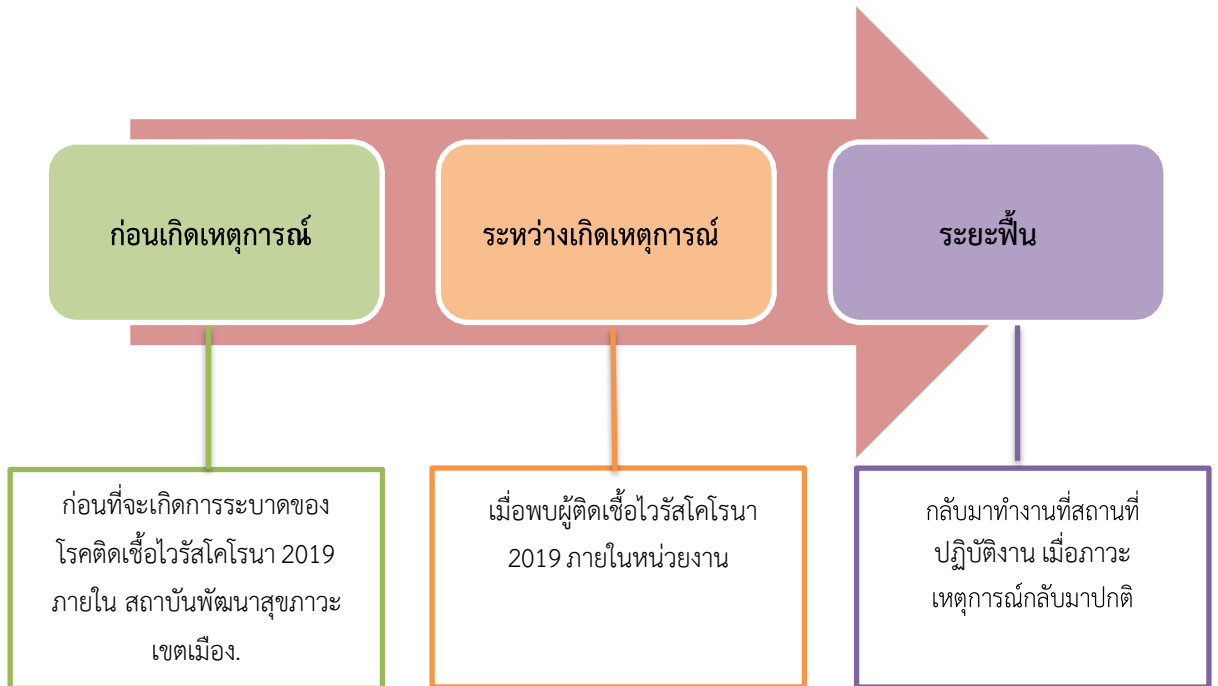 ก่อนเกิดเหตุการณ์
ระหว่างเกิดเหตุการณ์
ระยะฟื้น
ก่อนที่จะเกิดการระบาดของ
โรคติดเชื้อไวรัสโคโรนา 2019
ภายใน สถาบันพัฒนาสุขภาวะ
เขตเมือง.
เมื่อพบผู้ติดเชื้อไวรัสโคโรนา
2019 ภายในหน่วยงาน
กลับมาทำงานที่สถานที่
ปฏิบัติงาน เมื่อภาวะ
เหตุการณ์กลับมาปกติ